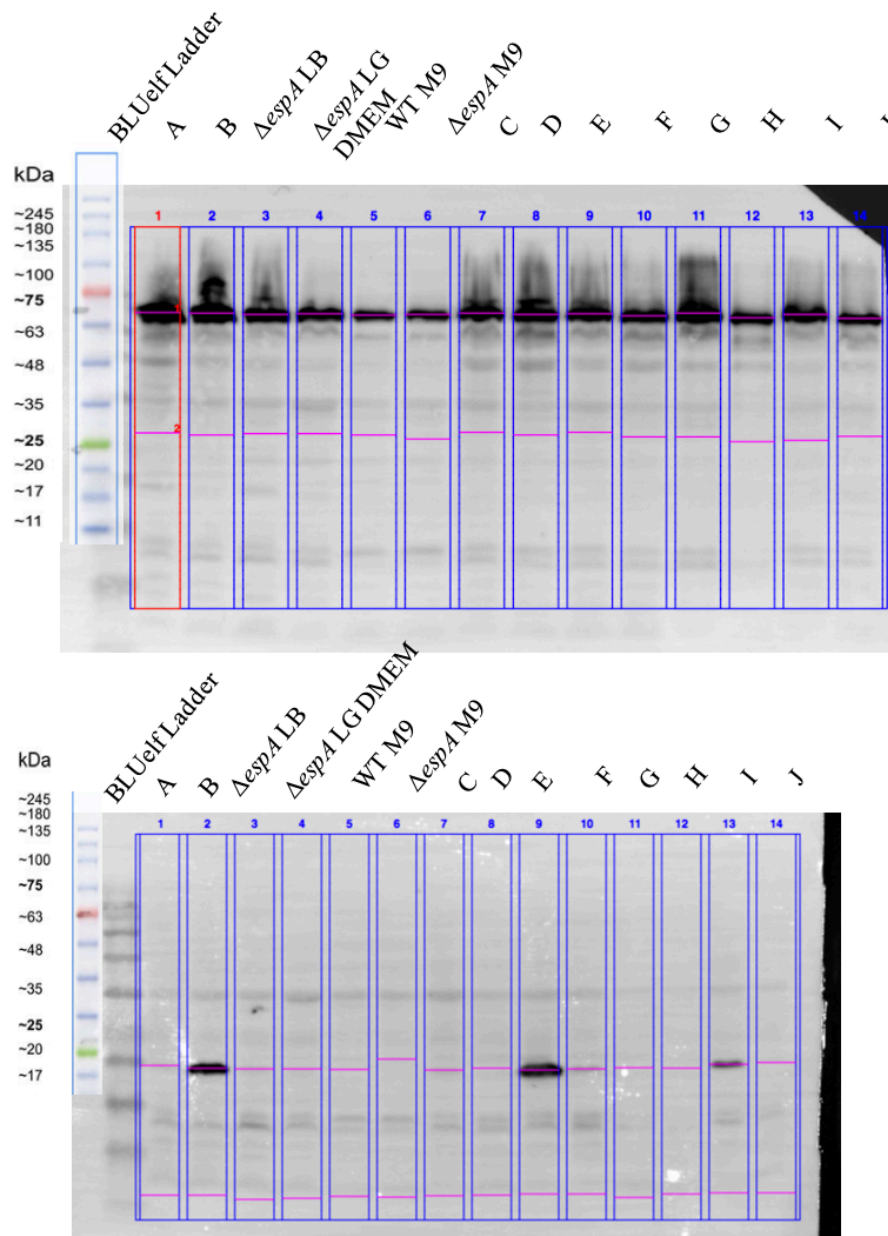 BLUelf Ladder
A
B
ΔespA LB
ΔespA LG
DMEM
WT M9
ΔespA M9
C
D
E
F
G
H
I
kDa
~245
~180
~135
~100
~75
~63
~48
~35
~25
~20
~17
~11
1 2 3 4 5 6 7 8 9 10 11 12 13 14
1
2
BLUelf Ladder
A
B
ΔespA LB
ΔespA LG DMEM
WT M9
ΔespA M9
C
D
E
F
G
H
I
J
kDa
~245
~180
~135
~100
~75
~63
~48
~35
~25
~20
~17
1 2 3 4 5 6 7 8 9 10 11 12 13 14